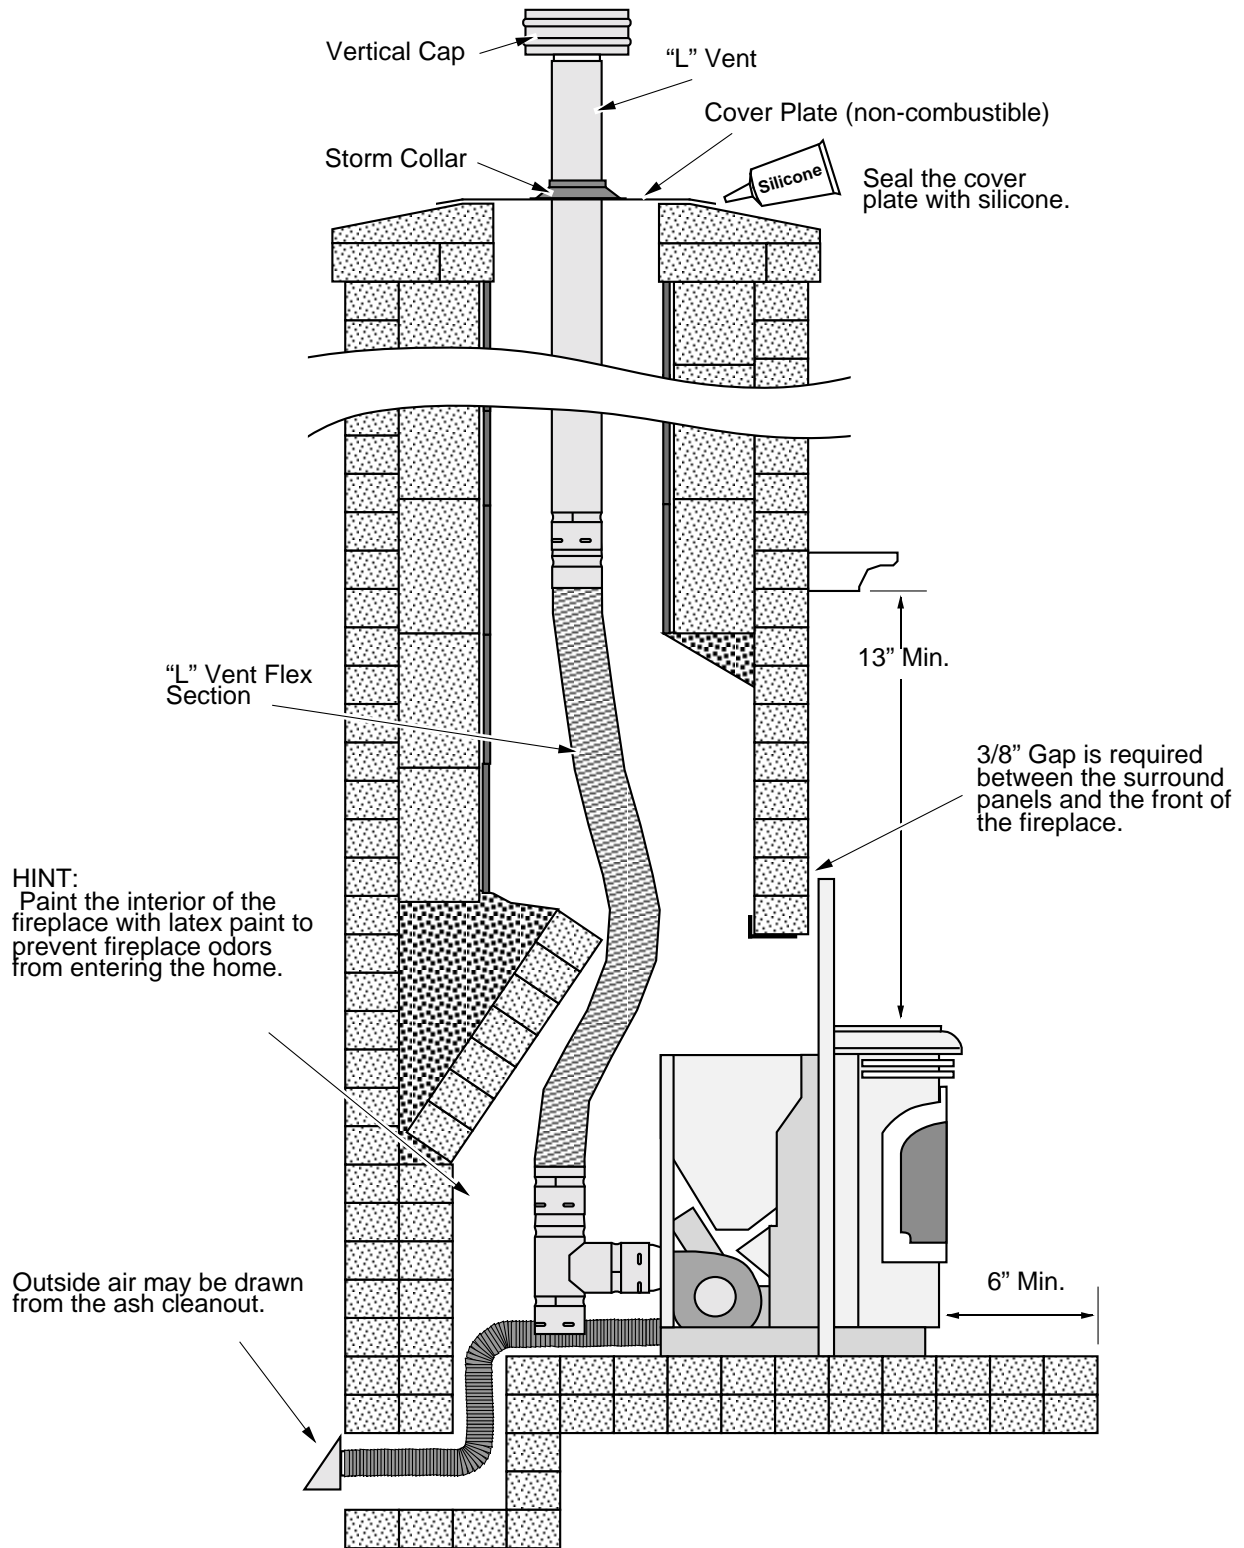 Vertical Cap
“L” Vent
Cover Plate (non-combustible)
Storm Collar
Silicone
Seal the cover
plate with silicone.
13” Min.
“L” Vent Flex
Section
3/8” Gap is required
between the surround
panels and the front of
the fireplace.
HINT:
Paint the interior of the
fireplace with latex paint to
prevent fireplace odors
from entering the home.
Outside air may be drawn
from the ash cleanout.
6” Min.